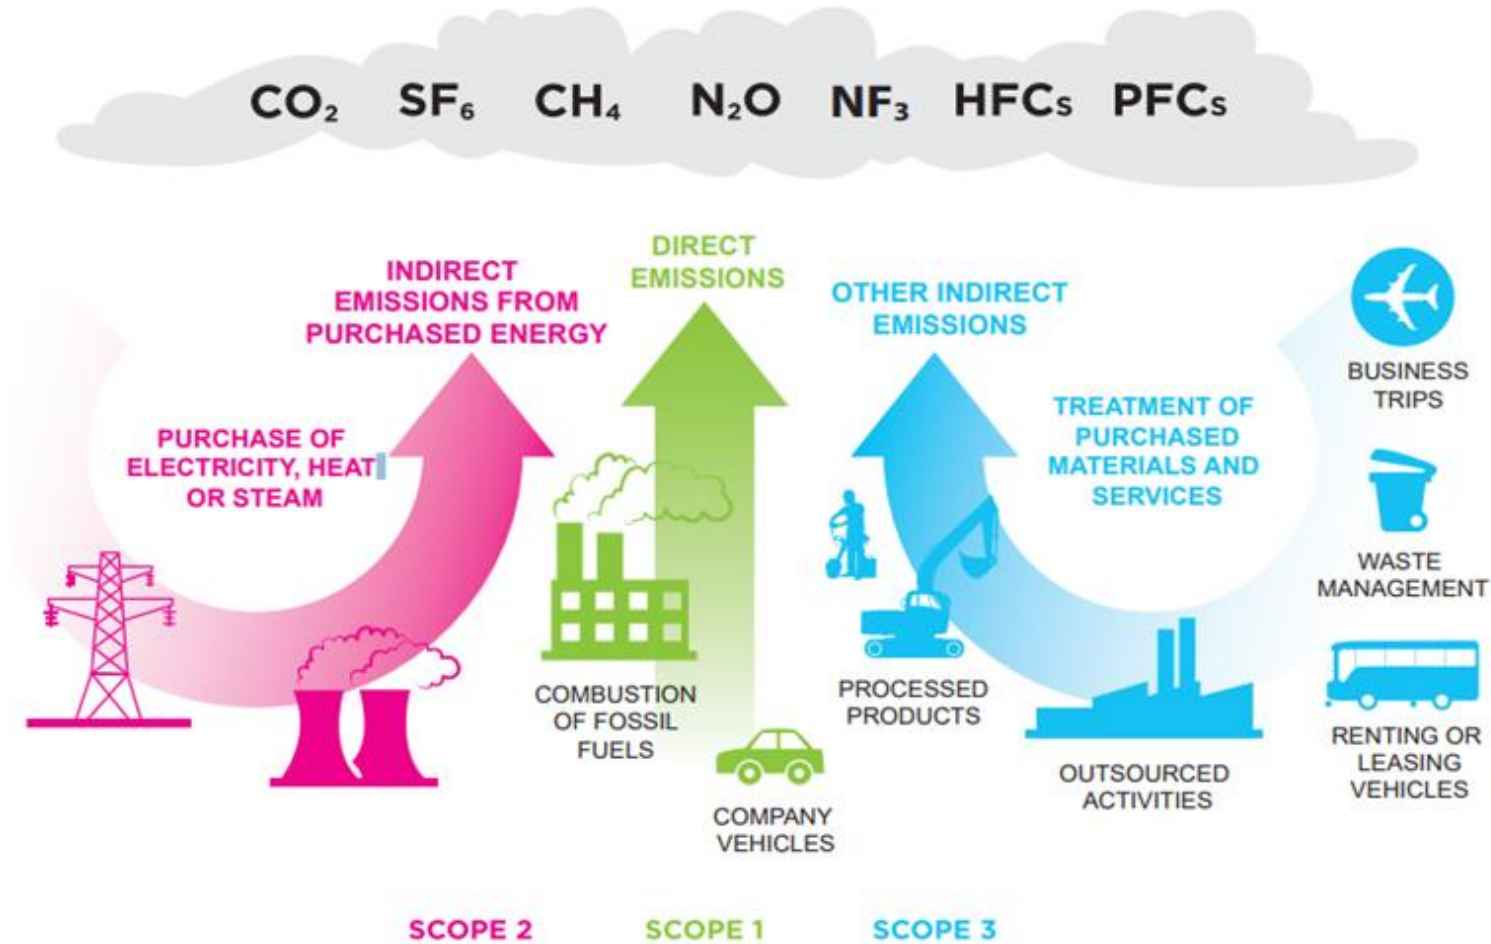 CO₂ SF₆ CH₄ N₂O NF₃ HFCs PFCs
INDIRECT
EMISSIONS FROM
PURCHASED ENERGY
PURCHASE OF
ELECTRICITY, HEAT
OR STEAM
DIRECT
EMISSIONS
COMBUSTION
OF FOSSIL
FUELS
COMPANY
VEHICLES
OTHER INDIRECT
EMISSIONS
TREATMENT OF
PURCHASED
MATERIALS AND
SERVICES
PROCESSED
PRODUCTS
OUTSOURCED
ACTIVITIES
BUSINESS
TRIPS
WASTE
MANAGEMENT
RENTING OR
LEASING
VEHICLES
SCOPE 2 SCOPE 1 SCOPE 3